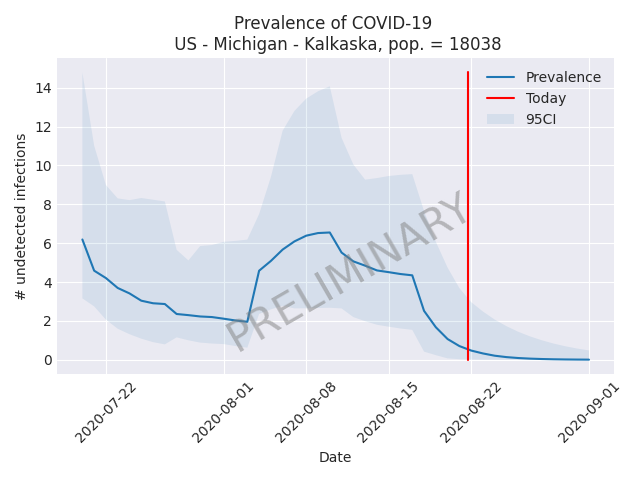 Prevalence of COVID-19
US - Michigan - Kalkaska, pop. = 18038
# undetected infections
14
12
10
8
6
4
2
0
Prevalence
Today
95CI
PRELIMINARY
2020-07-22
2020-08-01
2020-08-08
2020-08-15
2020-08-22
2020-09-01
Date